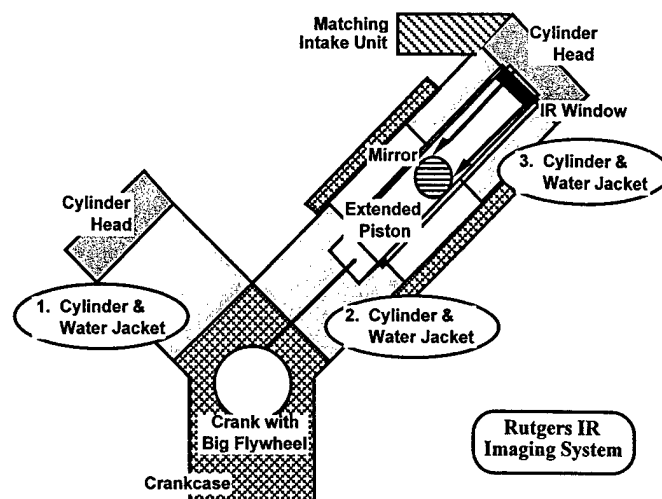 Matching
Intake Unit
Cylinder
Head
IR Window
Mirror
3. Cylinder &
Water Jacket
Cylinder
Head
Extended
Piston
1. Cylinder &
Water Jacket
2. Cylinder &
Water Jacket
Crank with
Big Flywheel
Rutgers IR
Imaging System
Crankcase